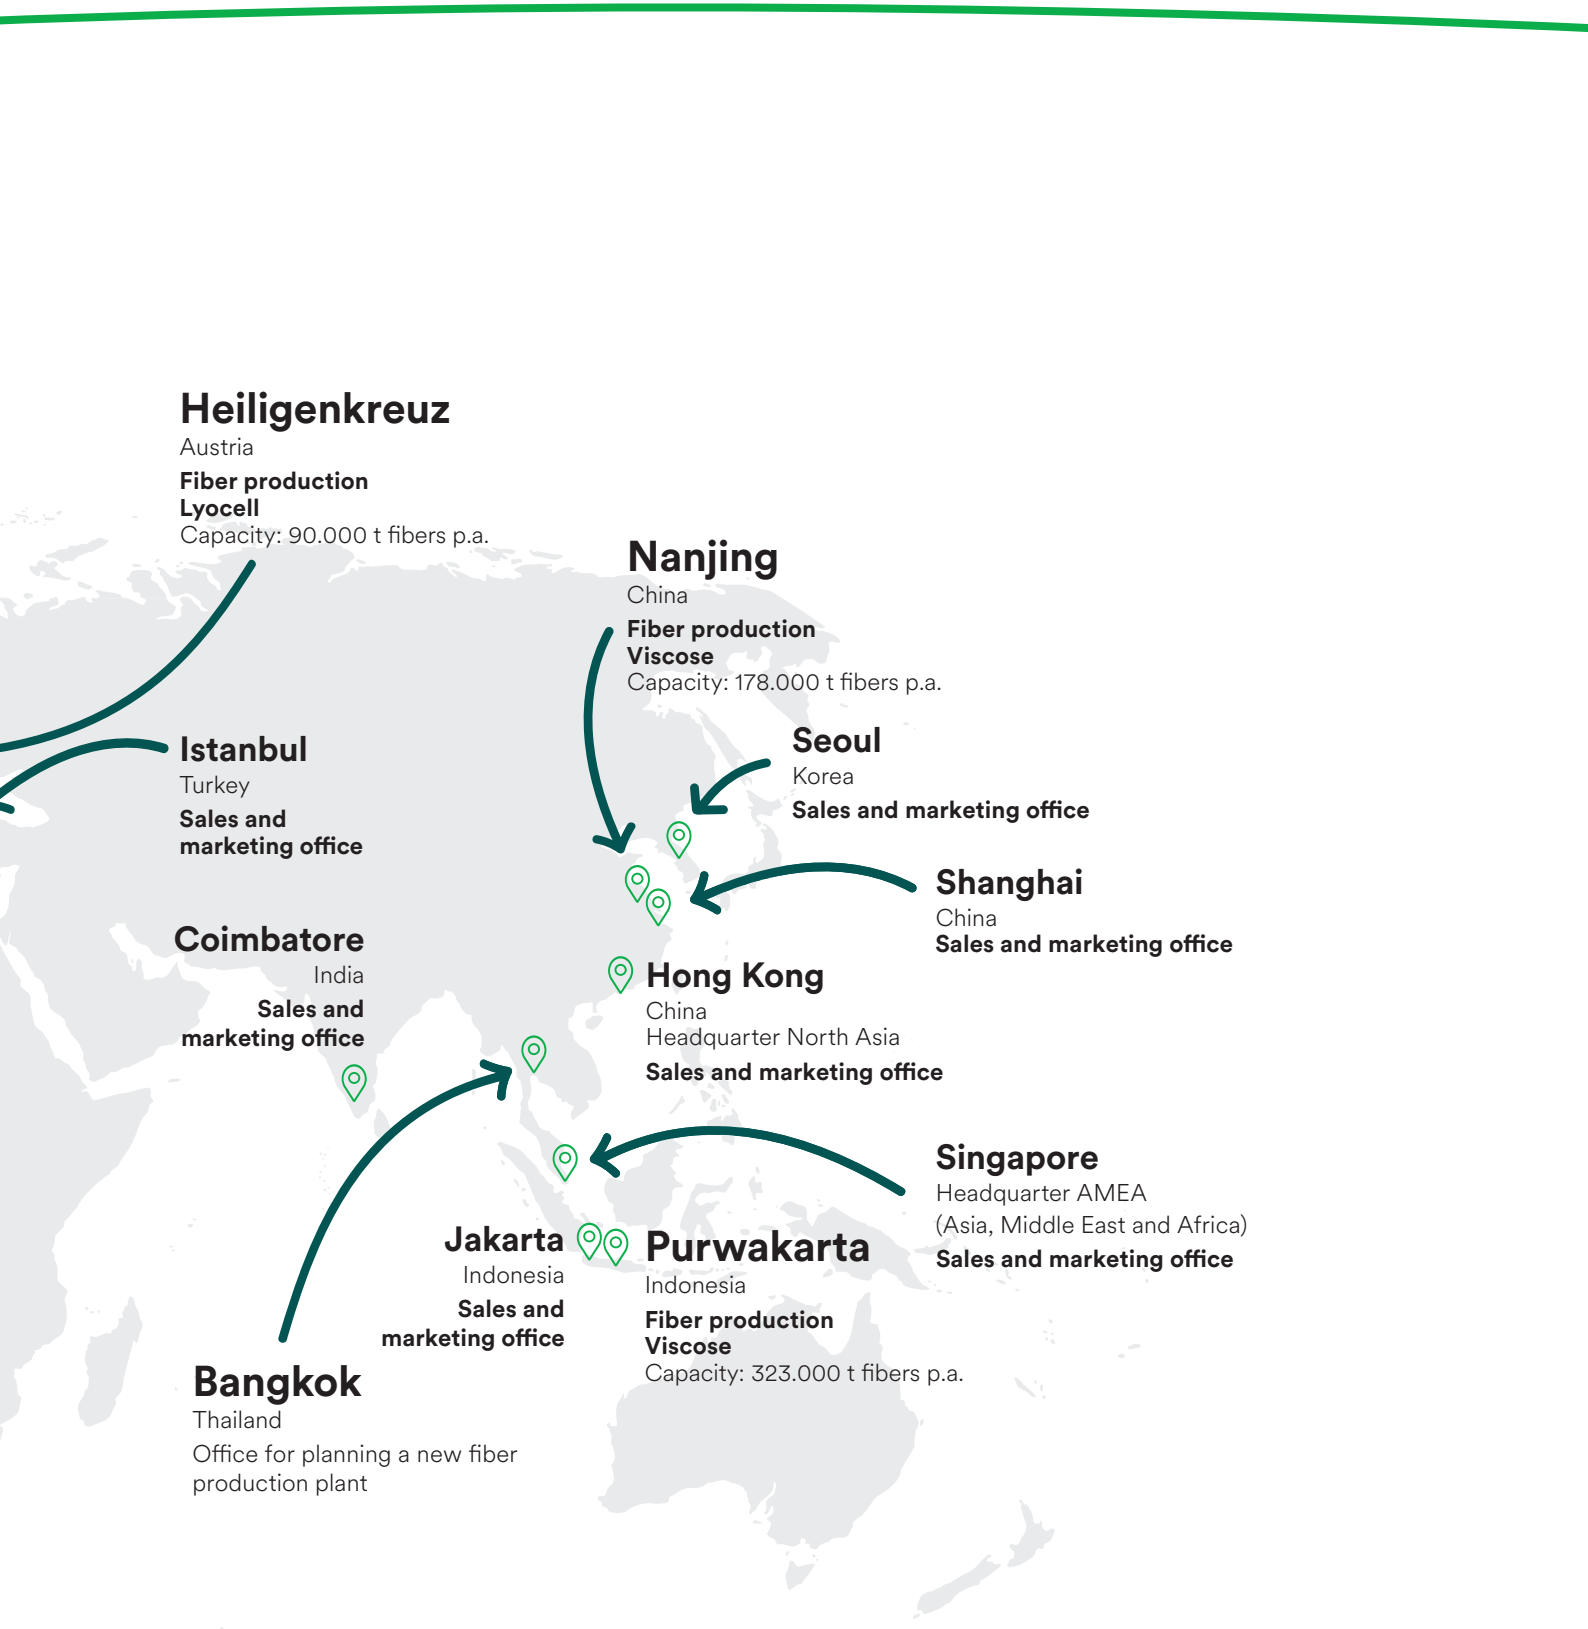 Heiligenkreuz
Austria
Fiber production
Lyocell
Capacity: 90.000 t fibers p.a.
Nanjing
China
Fiber production
Viscose
Capacity: 178.000 t fibers p.a.
Istanbul
Turkey
Sales and
marketing office
Seoul
Korea
Sales and marketing office
Shanghai
China
Sales and marketing office
Coimbatore
India
Sales and
marketing office
Hong Kong
China
Headquarter North Asia
Sales and marketing office
Singapore
Headquarter AMEA
(Asia, Middle East and Africa)
Sales and marketing office
Jakarta
Indonesia
Sales and
marketing office
Purwakarta
Indonesia
Fiber production
Viscose
Capacity: 323.000 t fibers p.a.
Bangkok
Thailand
Office for planning a new fiber
production plant